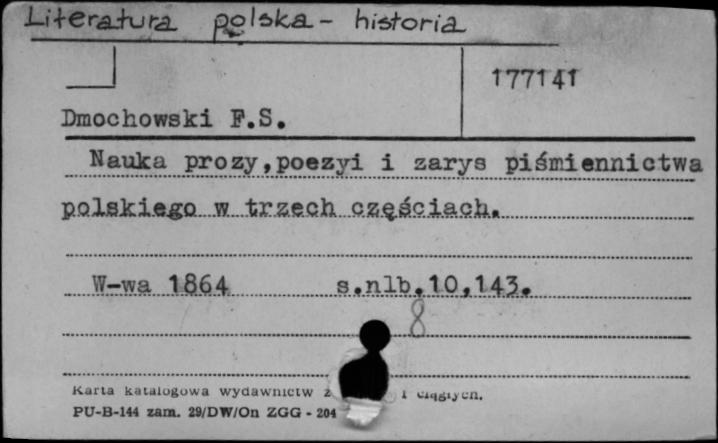 Literatura polska - historia
177141
Dmochowski F.S.
Nauka prozy,poezyi i zarys piśmiennictwa
polskiego w trzech częściach.
W-wa 1864 s.nlb.10,143.
8
Karta katalogowa wydawnictw z i ciągłych.
PU-B-144 zam. 29/DW/On ZGG - 204